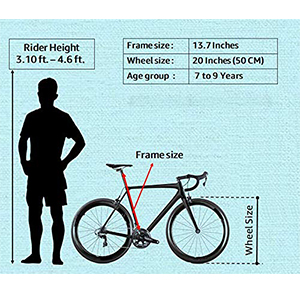 Rider Height
3.10 ft. – 4.6 ft.
Frame size : 13.7 Inches
Wheel size : 20 Inches (50 CM)
Age group : 7 to 9 Years
Frame size
Wheel Size